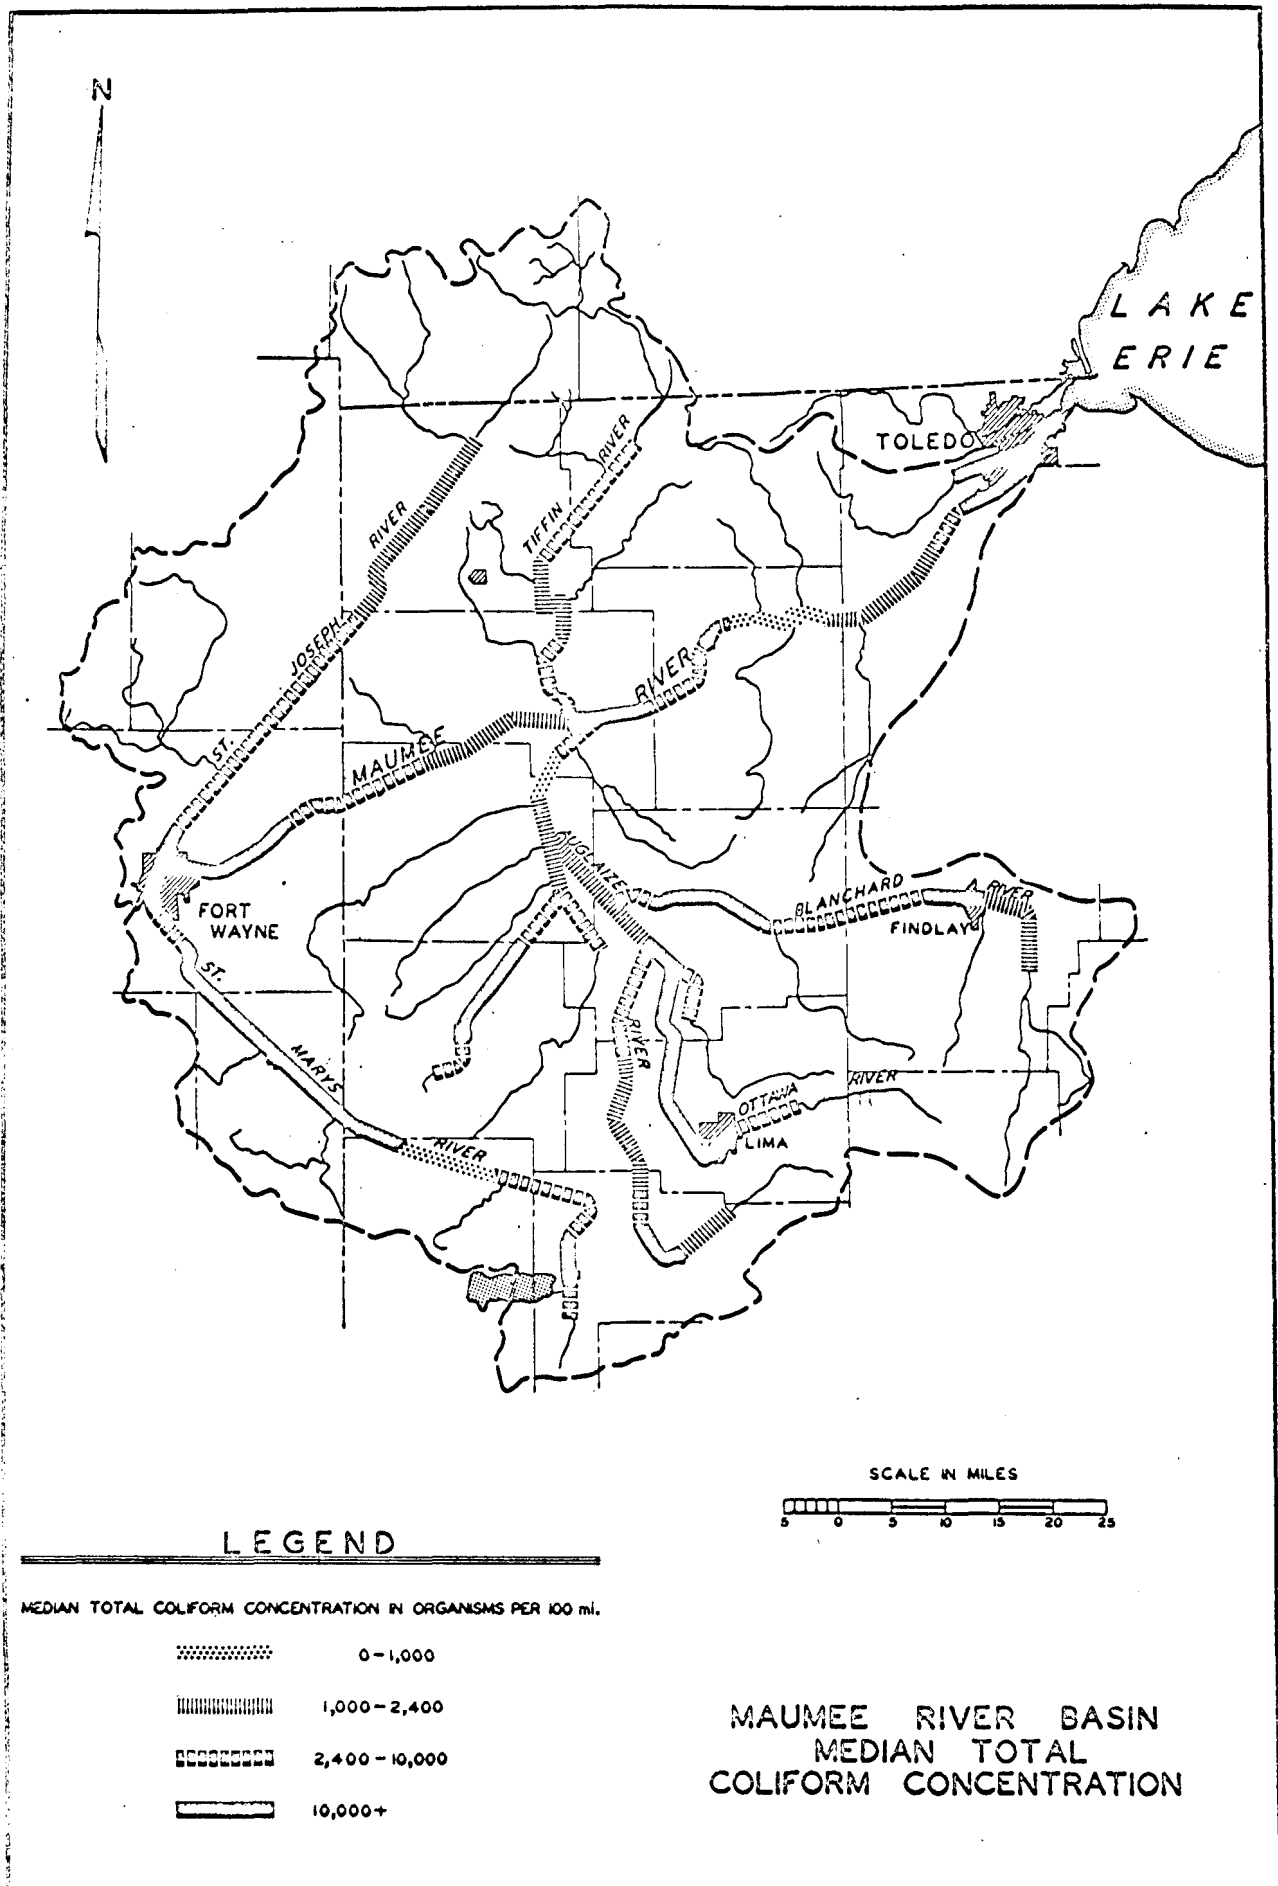 N
LAKE
ERIE
TOLEDO
RIVER
TIFFIN
RIVER
JOSEPH
ST.
RIVER
MAUMEE
AUGLAIZE
BLANCHARD
RIVER
FINDLAY
FORT
WAYNE
ST.
MARYS
RIVER
RIVER
OTTAWA
RIVER
LIMA
SCALE IN MILES
5 0 5 10 15 20 25
LEGEND
MEDIAN TOTAL COLIFORM CONCENTRATION IN ORGANISMS PER 100 ml.
0-1,000
1,000-2,400
2,400-10,000
10,000+
MAUMEE RIVER BASIN
MEDIAN TOTAL
COLIFORM CONCENTRATION